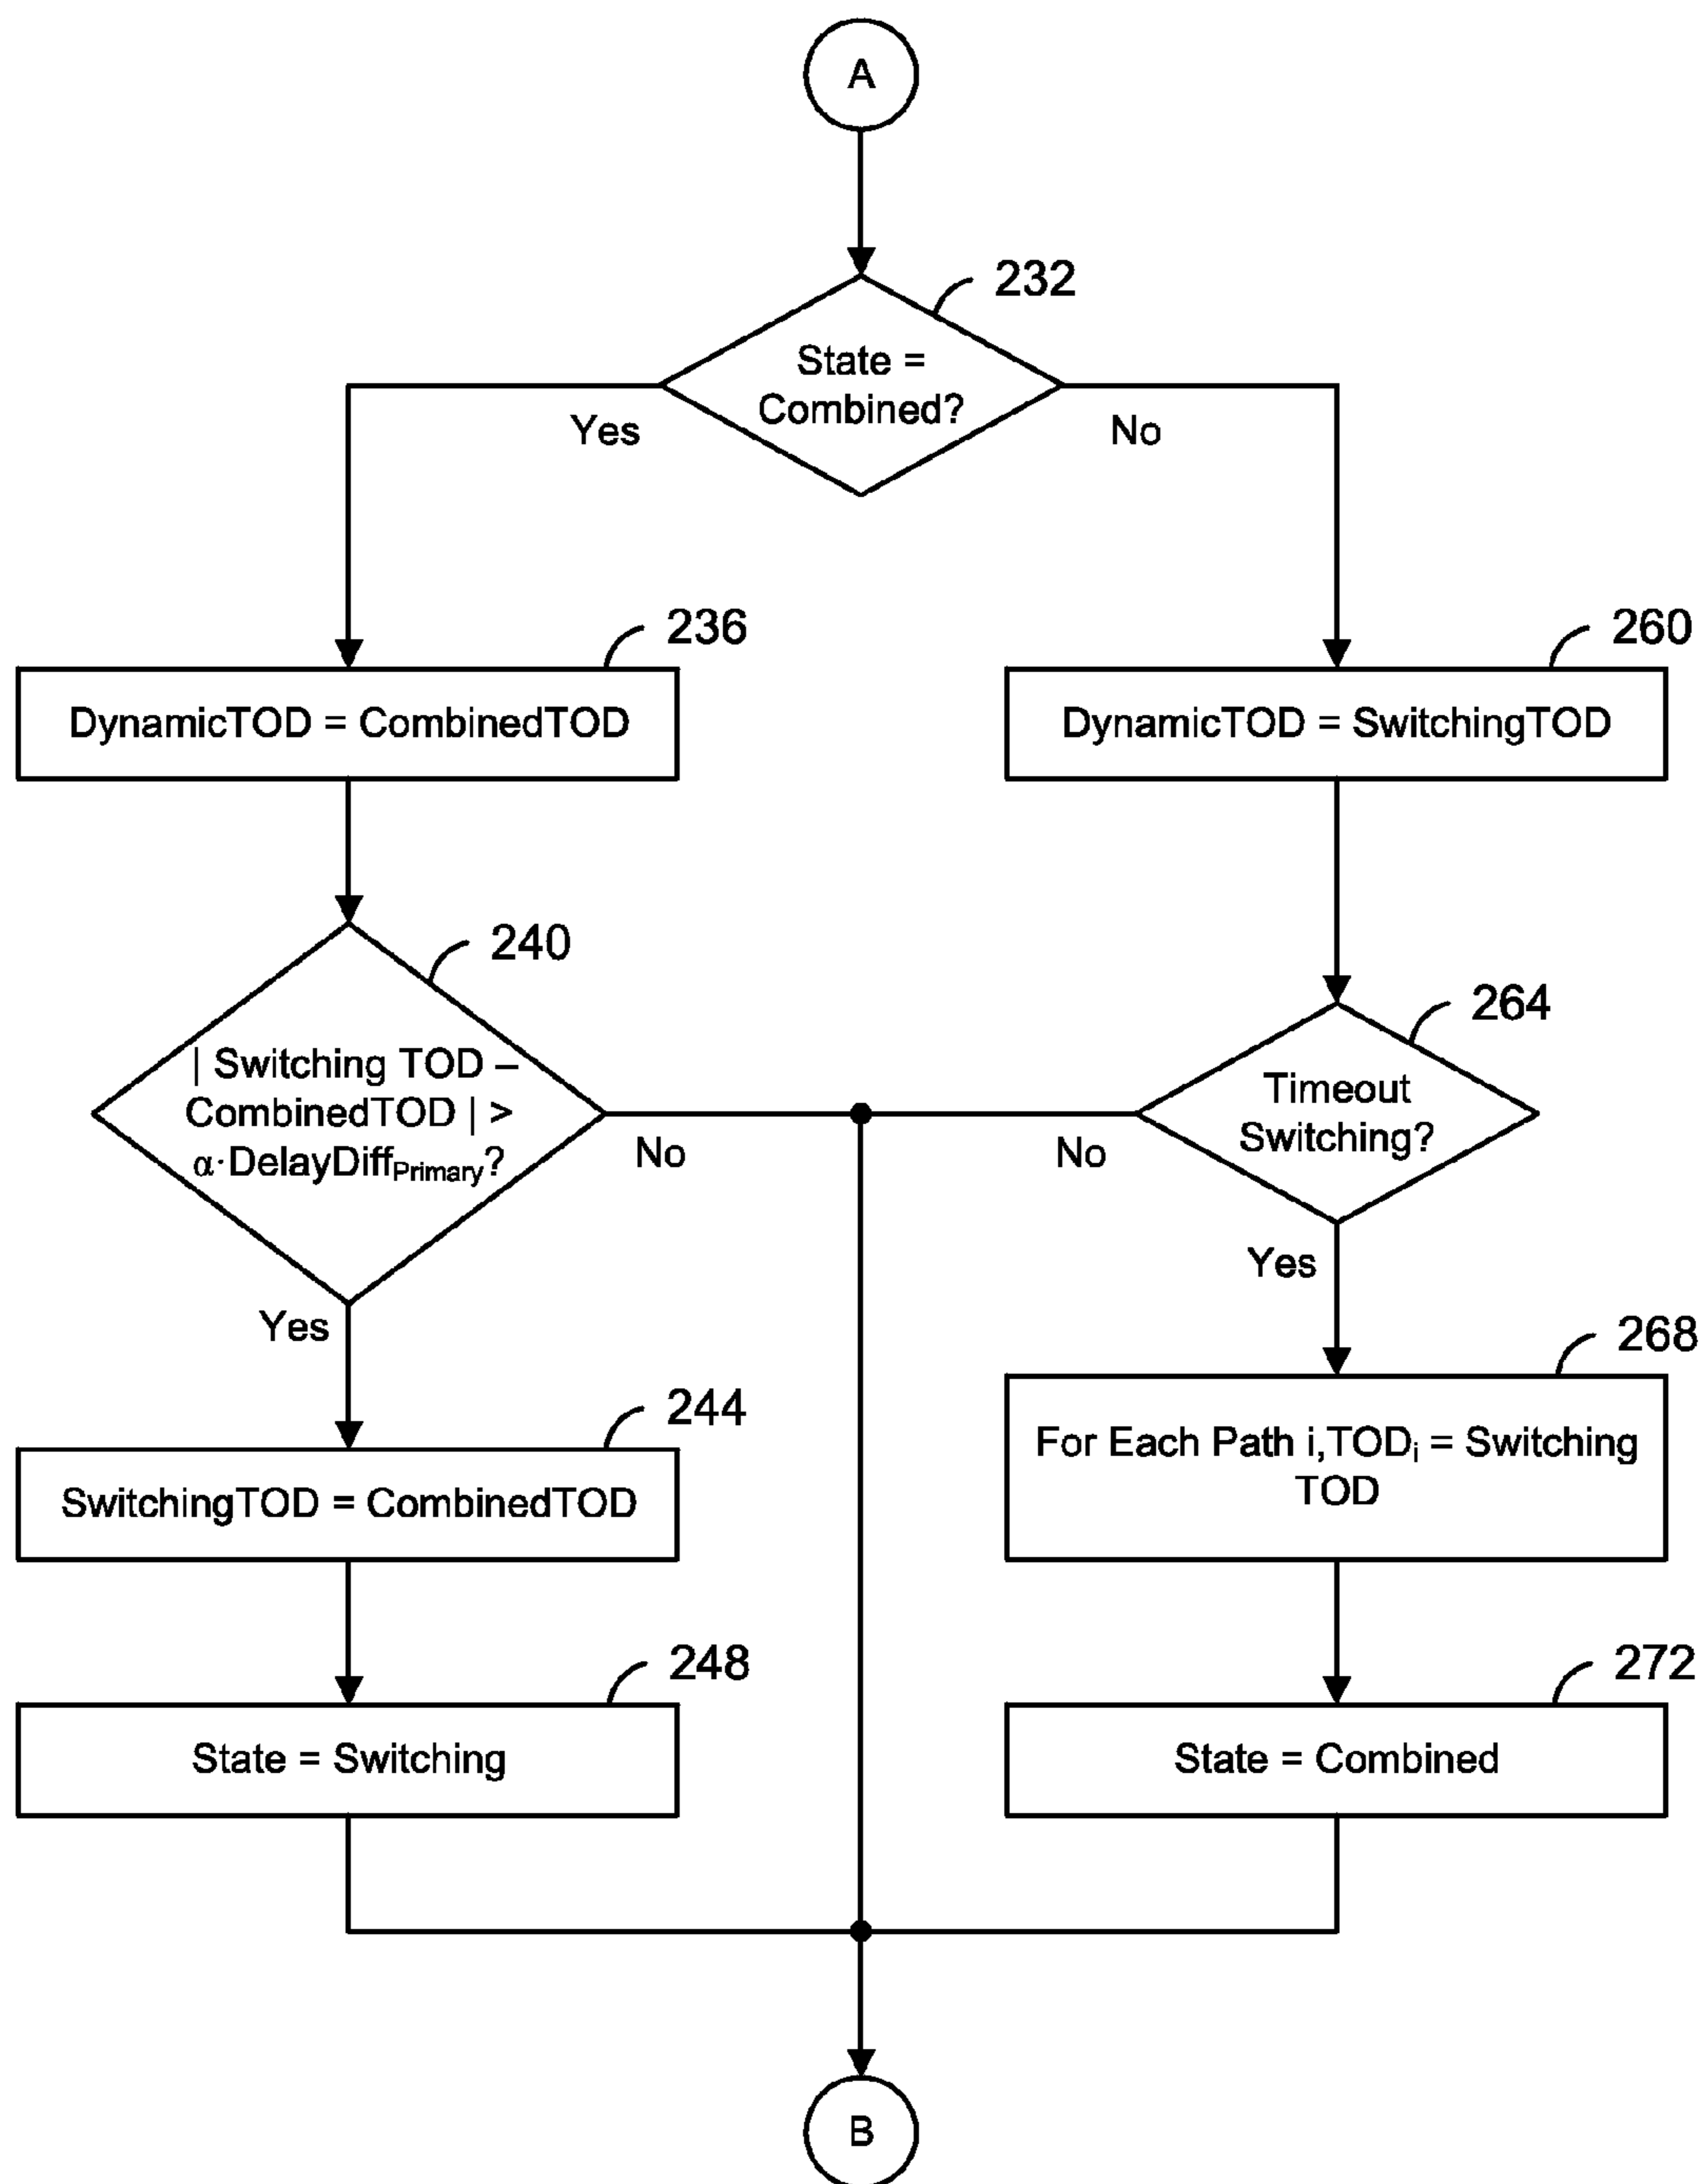 A
232
State =
Combined?
Yes
No
236
DynamicTOD = CombinedTOD
260
DynamicTOD = SwitchingTOD
240
| Switching TOD –
CombinedTOD | >
α·DelayDiffPrimary?
No
264
Timeout
Switching?
No
Yes
Yes
244
SwitchingTOD = CombinedTOD
268
For Each Path i,TODi = Switching
TOD
248
State = Switching
272
State = Combined
B